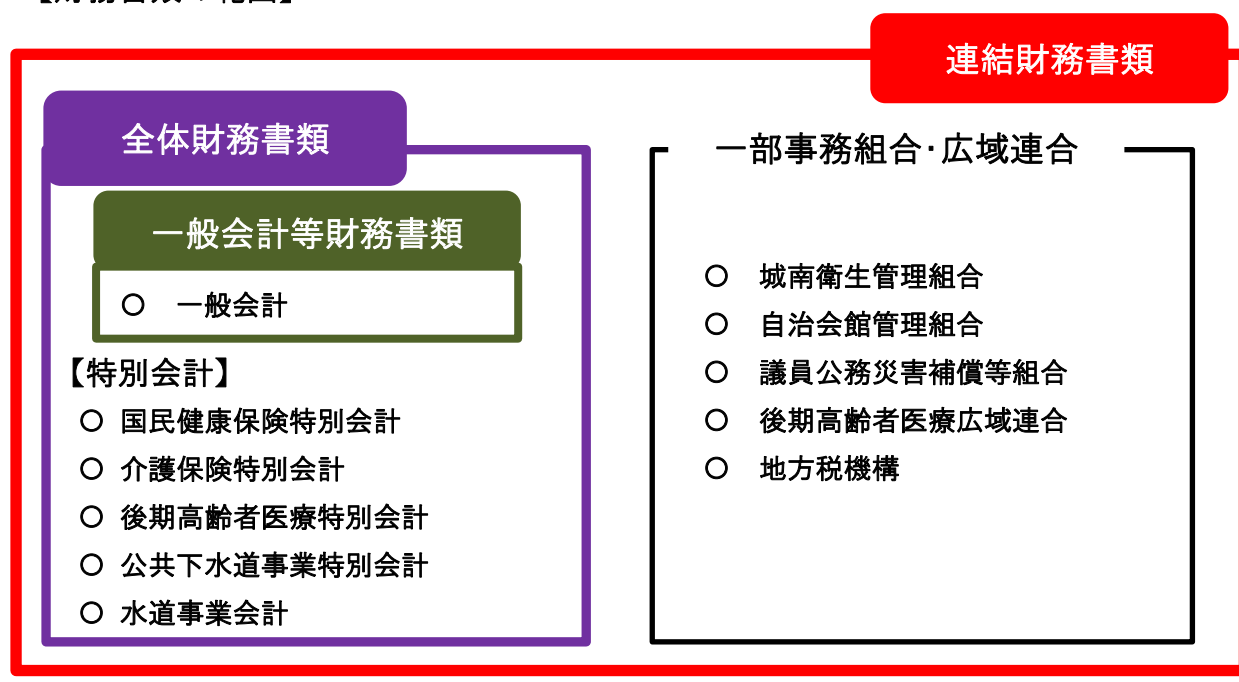 連結財務書類
全体財務書類
一般会計等財務書類
○ 一般会計
【特別会計】
○ 国民健康保険特別会計
○ 介護保険特別会計
○ 後期高齢者医療特別会計
○ 公共下水道事業特別会計
○ 水道事業会計
一部事務組合・広域連合
○ 城南衛生管理組合
○ 自治会館管理組合
○ 議員公務災害補償等組合
○ 後期高齢者医療広域連合
○ 地方税機構